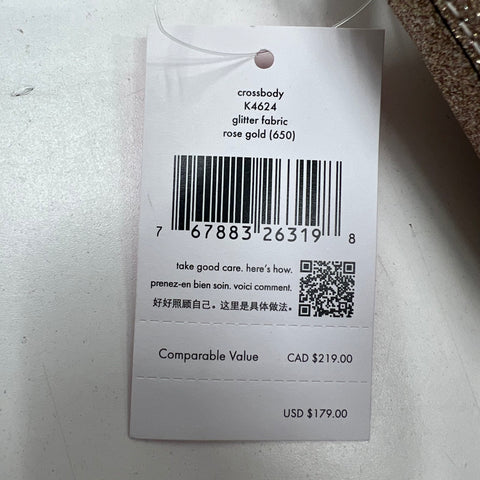 crossbody
K4624
glitter fabric
rose gold (650)
7 67883 26319 8
take good care. here's how.
prenez-en bien soin. voici comment.
好好照顾自己。这里是具体做法。
Comparable Value CAD $219.00
USD $179.00